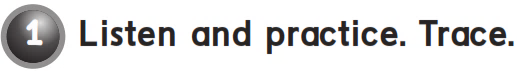 1 Listen and practice. Trace.